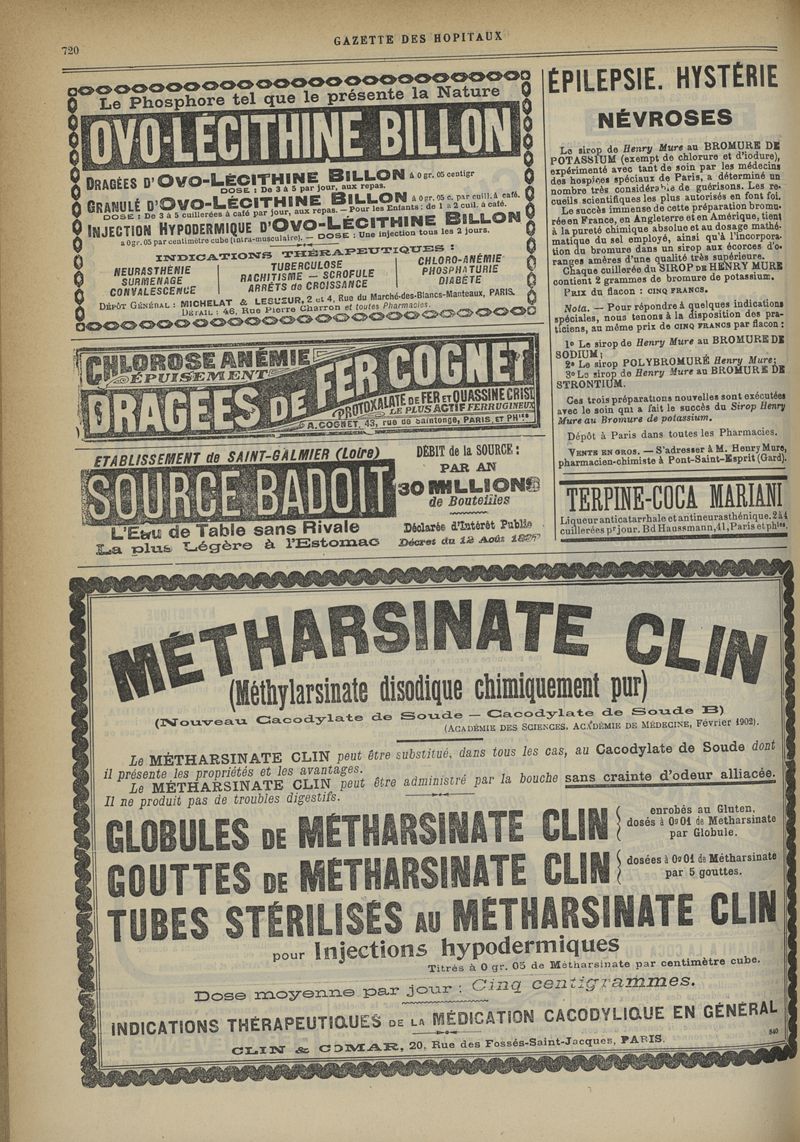 720
GAZETTE DES HOPITAUX
Le Phosphore tel que le présente la Nature
OVO-LÉCITHINE BILLON
DRAGÉES D'OVO-LÉCITHINE BILLON à 0 gr. 05 centigr
DOSE : De 3 à 5 par jour, aux repas.
GRANULÉ D'OVO-LÉCITHINE BILLON à 0 gr. 05 c. par cuill. à café.
DOSE : De 3 à 5 cuillerées à café par jour, aux repas. — Pour les Enfants : de 1 à 2 cuil. à café.
INJECTION HYPODERMIQUE D'OVO-LÉCITHINE BILLON
à 0 gr. 05 par centimètre cube (intra-musculaire). — DOSE : Une injection tous les 2 jours.
INDICATIONS THÉRAPEUTIQUES :
NEURASTHÉNIE
SURMENAGE
CONVALESCENCE
TUBERCULOSE
RACHITISME — SCROFULE
ARRÊTS de CROISSANCE
CHLORO-ANÉMIE
PHOSPHATURIE
DIABÈTE
DÉPÔT GÉNÉRAL : MICHELAT & LESUEUR, 2 et 4, Rue du Marché-des-Blancs-Manteaux, PARIS.
DÉTAIL : 46, Rue Pierre Charron et toutes Pharmacies.
CHLOROSE ANÉMIE
ÉPUISEMENT
DRAGÉES DE FER COGNET
PROTOXALATE DE FER ET QUASSINE CRIST
LE PLUS ACTIF FERRUGINEUX
A. COGNET, 43, rue de Saintonge, PARIS, ET PHies
ETABLISSEMENT de SAINT-GALMIER (Loire)
SOURCE BADOIT
L'Eau de Table sans Rivale
La plus Légère à l'Estomac
DÉBIT de la SOURCE :
PAR AN
30 MILLIONS
de Bouteilles
Déclarée d'Intérêt Public
Décret du 12 Août 1897
ÉPILEPSIE. HYSTÉRIE
NÉVROSES
Le sirop de Henry Mure au BROMURE DE
POTASSIUM (exempt de chlorure et d'iodure),
expérimenté avec tant de soin par les médecins
des hospices spéciaux de Paris, a déterminé un
nombre très considérable de guérisons. Les re-
cueils scientifiques les plus autorisés en font foi.
Le succès immense de cette préparation bromu-
rée en France, en Angleterre et en Amérique, tient
à la pureté chimique absolue et au dosage mathé-
matique du sel employé, ainsi qu'à l'incorpora-
tion du bromure dans un sirop aux écorces d'o-
ranges amères d'une qualité très supérieure.
Chaque cuillerée du SIROP DE HENRY MURE
contient 2 grammes de bromure de potassium.
PRIX du flacon : CINQ FRANCS.
Nota. — Pour répondre à quelques indications
spéciales, nous tenons à la disposition des pra-
ticiens, au même prix de CINQ FRANCS par flacon :
1º Le sirop de Henry Mure au BROMURE DE
SODIUM ;
2º Le sirop POLYBROMURÉ Henry Mure ;
3º Le sirop de Henry Mure au BROMURE DE
STRONTIUM.
Ces trois préparations nouvelles sont exécutées
avec le soin qui a fait le succès du Sirop Henry
Mure au Bromure de potassium.
Dépôt à Paris dans toutes les Pharmacies.
VENTE EN GROS. — S'adresser à M. Henry Mure,
pharmacien-chimiste à Pont-Saint-Esprit (Gard).
TERPINE-COCA MARIANI
Liqueur anticatarrhale et antineurasthénique. 2 à 4
cuillerées pr jour. Bd Haussmann, 41, Paris et phies.
MÉTHARSINATE CLIN
(Méthylarsinate disodique chimiquement pur)
(Nouveau Cacodylate de Soude — Cacodylate de Soude B)
(ACADÉMIE DES SCIENCES, ACADÉMIE DE MÉDECINE, Février 1902).
Le MÉTHARSINATE CLIN peut être substitué, dans tous les cas, au Cacodylate de Soude dont
il présente les propriétés et les avantages.
Le MÉTHARSINATE CLIN peut être administré par la bouche sans crainte d'odeur alliacée.
Il ne produit pas de troubles digestifs.
GLOBULES DE MÉTHARSINATE CLIN
enrobés au Gluten,
dosés à 0g01 de Métharsinate
par Globule.
GOUTTES DE MÉTHARSINATE CLIN
dosées à 0g01 de Métharsinate
par 5 gouttes.
TUBES STÉRILISÉS AU MÉTHARSINATE CLIN
pour Injections hypodermiques
Titrés à 0 gr. 05 de Métharsinate par centimètre cube.
Dose moyenne par jour : Cinq centigrammes.
INDICATIONS THÉRAPEUTIQUES DE LA MÉDICATION CACODYLIQUE EN GÉNÉRAL
840
CLIN & COMAR, 20, Rue des Fossés-Saint-Jacques, PARIS.